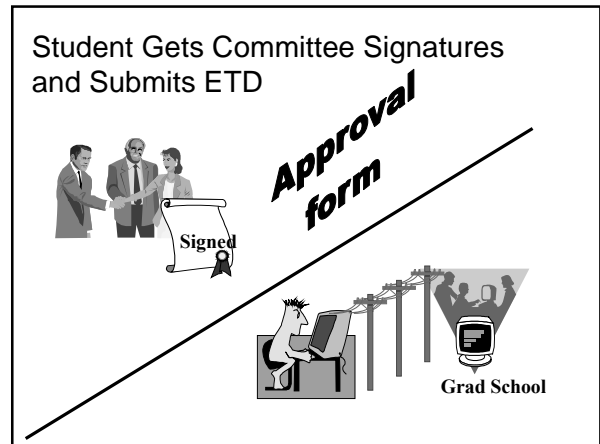 Student Gets Committee Signatures
and Submits ETD
Approval
form
Signed
Grad School